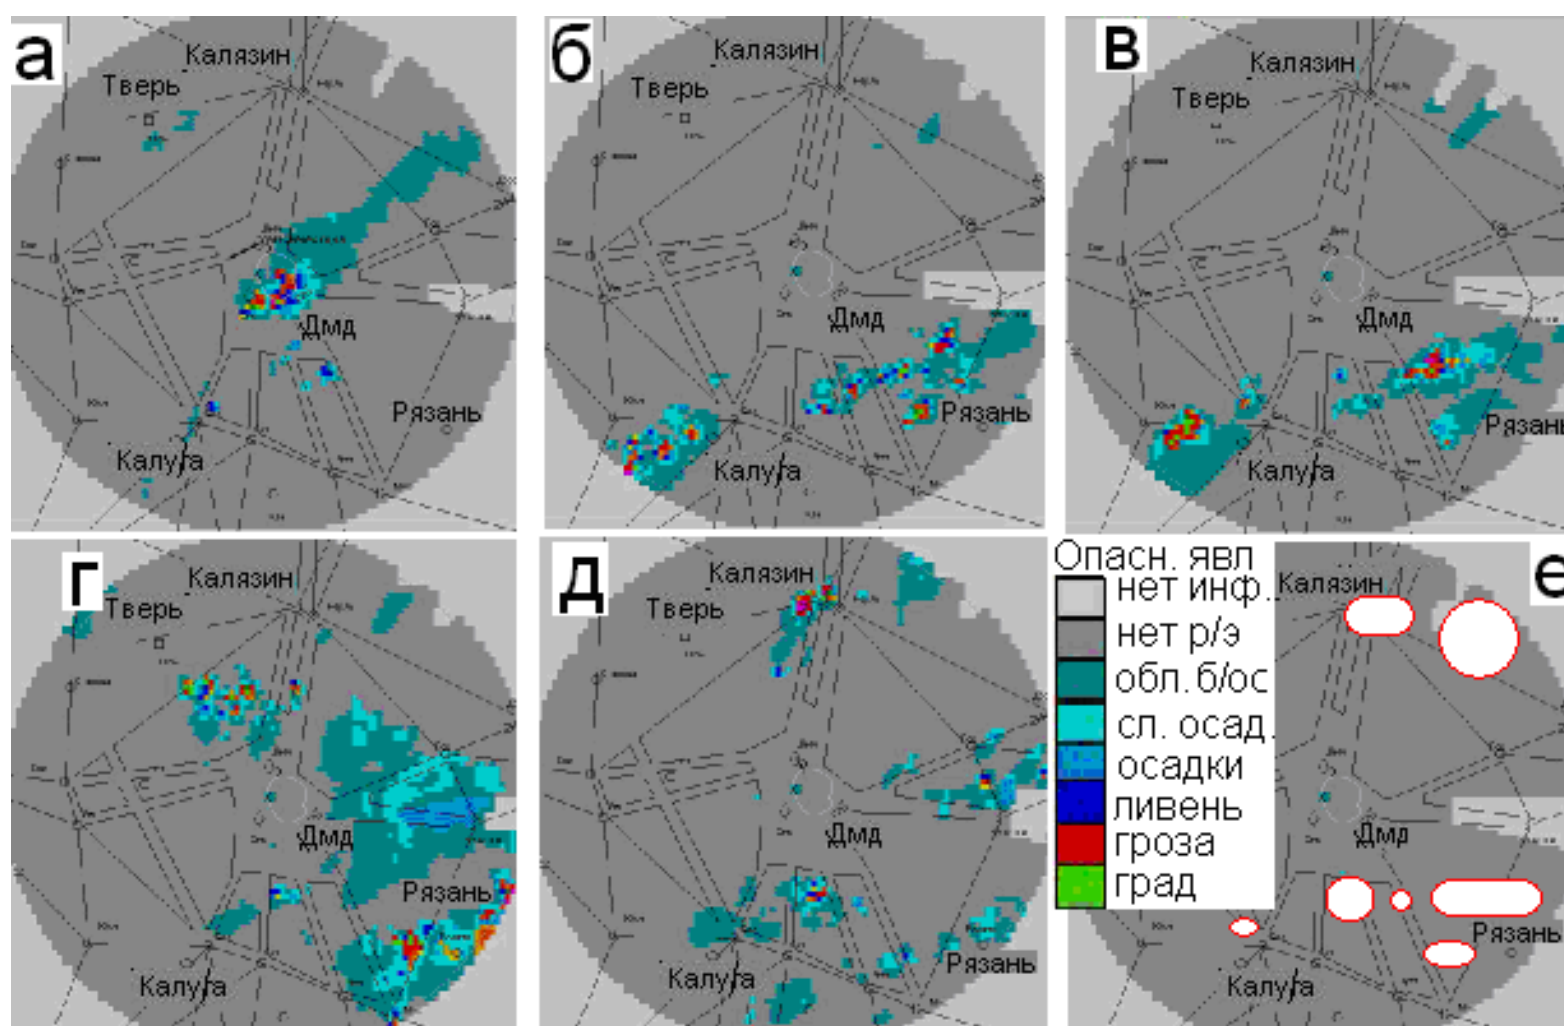 а
Калязин
Тверь
Дмд
Рязань
Калуга
б
Калязин
Тверь
Дмд
Рязань
Калуга
в
Калязин
Тверь
Дмд
Рязань
Калуга
г
Калязин
Тверь
Дмд
Рязань
Калуга
д
Калязин
Тверь
Дмд
Рязань
Калуга
е
Опасн. явл
нет инф.
нет р/э
обл. б/ос
сл. осад.
осадки
ливень
гроза
град
Калязин
Дмд
Рязань
Калуга